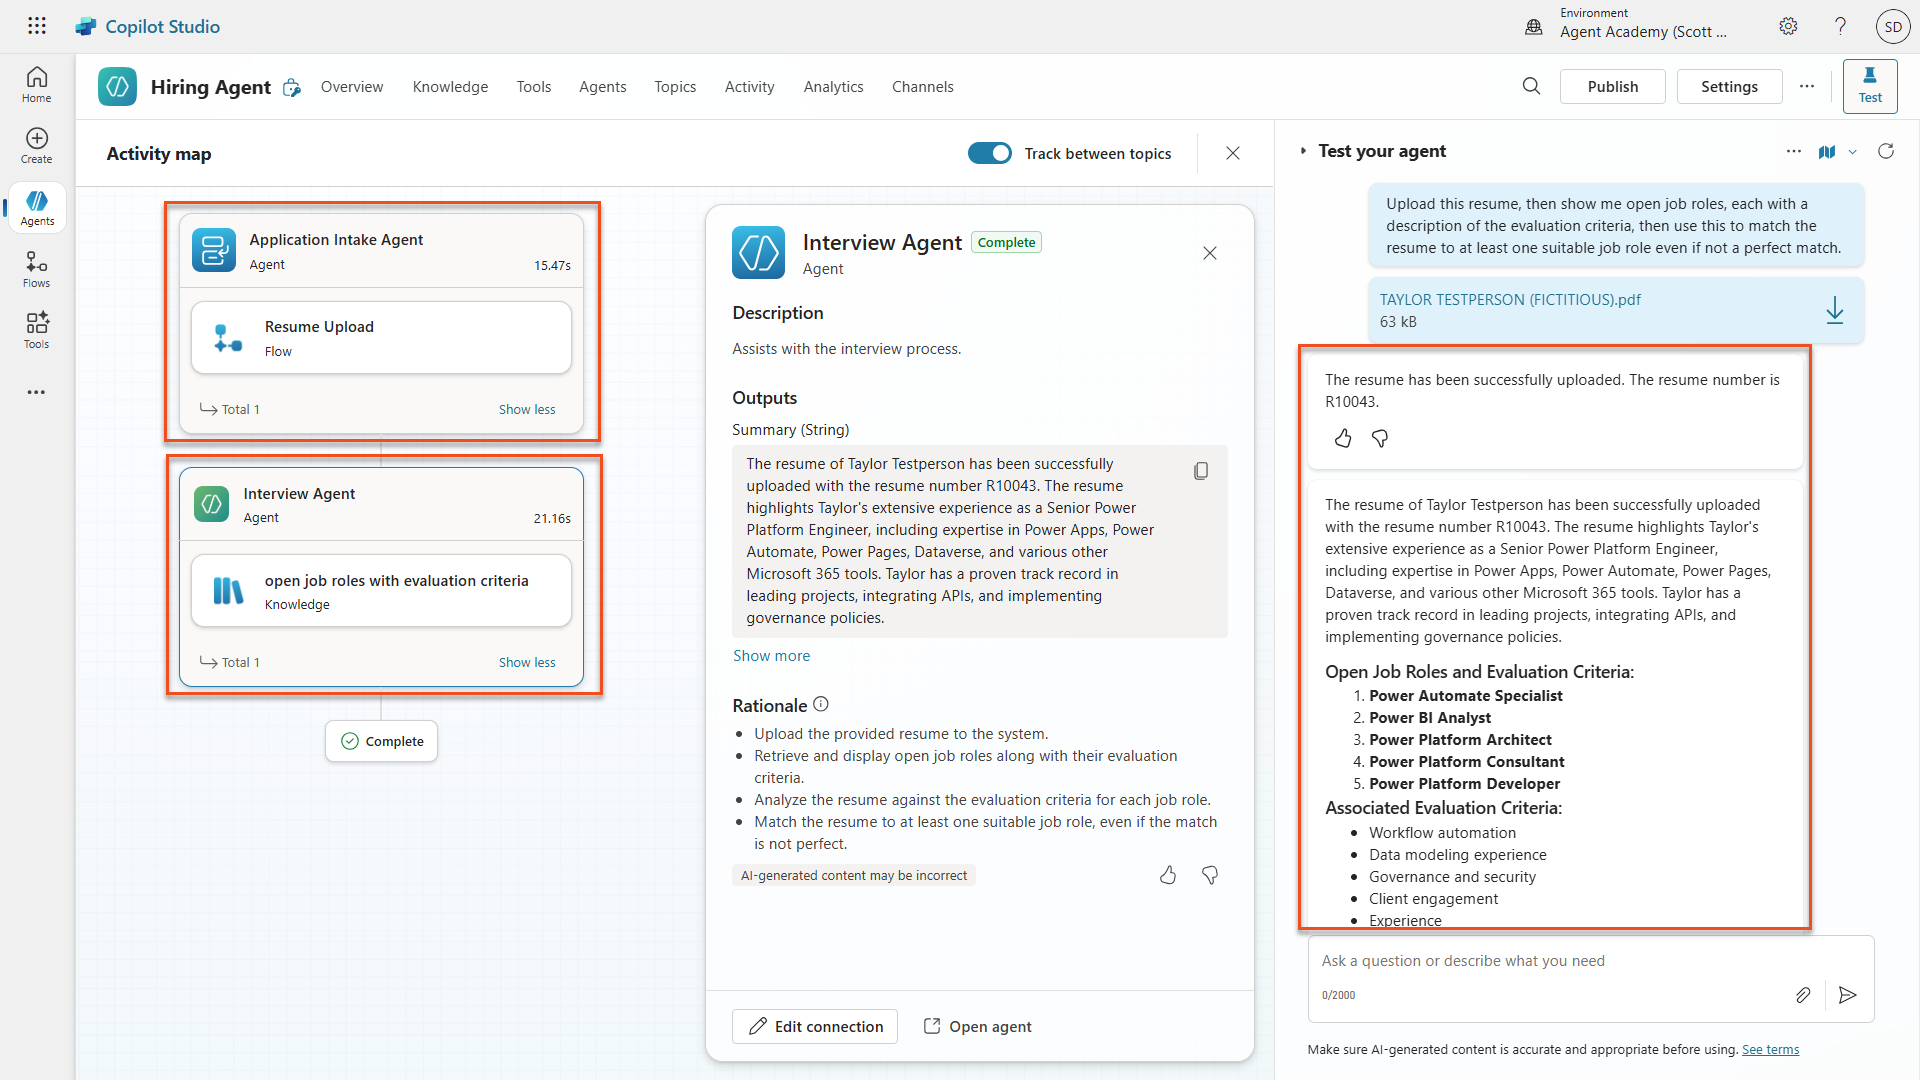 Copilot Studio
Environment
Agent Academy (Scott ...
SD
Home
Create
Agents
Flows
Tools
Hiring Agent
Overview
Knowledge
Tools
Agents
Topics
Activity
Analytics
Channels
Publish
Settings
Test
Activity map
Track between topics
Application Intake Agent
Agent
15.47s
Resume Upload
Flow
Total 1
Show less
Interview Agent
Agent
21.16s
open job roles with evaluation criteria
Knowledge
Total 1
Show less
Complete
Interview Agent
Complete
Agent
Description
Assists with the interview process.
Outputs
Summary (String)
The resume of Taylor Testperson has been successfully
uploaded with the resume number R10043. The resume
highlights Taylor's extensive experience as a Senior Power
Platform Engineer, including expertise in Power Apps, Power
Automate, Power Pages, Dataverse, and various other
Microsoft 365 tools. Taylor has a proven track record in
leading projects, integrating APIs, and implementing
governance policies.
Show more
Rationale
Upload the provided resume to the system.
Retrieve and display open job roles along with their evaluation
criteria.
Analyze the resume against the evaluation criteria for each job role.
Match the resume to at least one suitable job role, even if the match
is not perfect.
AI-generated content may be incorrect
Edit connection
Open agent
Test your agent
Upload this resume, then show me open job roles, each with a
description of the evaluation criteria, then use this to match the
resume to at least one suitable job role even if not a perfect match.
TAYLOR TESTPERSON (FICTITIOUS).pdf
63 kB
The resume has been successfully uploaded. The resume number is
R10043.
The resume of Taylor Testperson has been successfully uploaded
with the resume number R10043. The resume highlights Taylor's
extensive experience as a Senior Power Platform Engineer,
including expertise in Power Apps, Power Automate, Power Pages,
Dataverse, and various other Microsoft 365 tools. Taylor has a
proven track record in leading projects, integrating APIs, and
implementing governance policies.
Open Job Roles and Evaluation Criteria:
1. Power Automate Specialist
2. Power BI Analyst
3. Power Platform Architect
4. Power Platform Consultant
5. Power Platform Developer
Associated Evaluation Criteria:
Workflow automation
Data modeling experience
Governance and security
Client engagement
Experience
Ask a question or describe what you need
0/2000
Make sure AI-generated content is accurate and appropriate before using. See terms